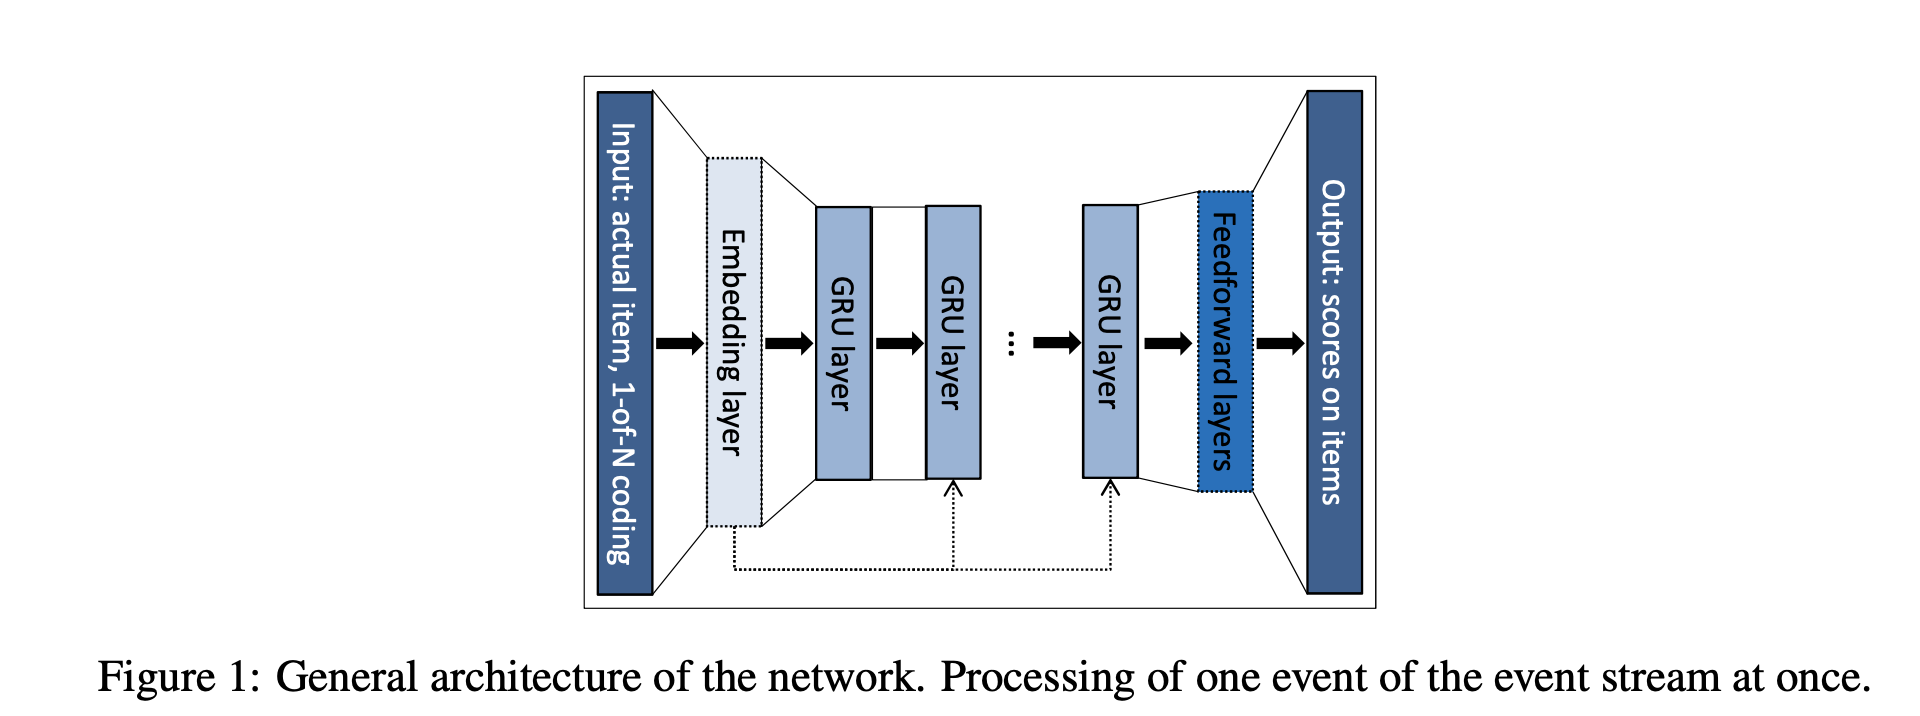 Input: actual item, 1-of-N coding
Embedding layer
GRU layer
GRU layer
...
GRU layer
Feedforward layers
Output: scores on items
Figure 1: General architecture of the network. Processing of one event of the event stream at once.